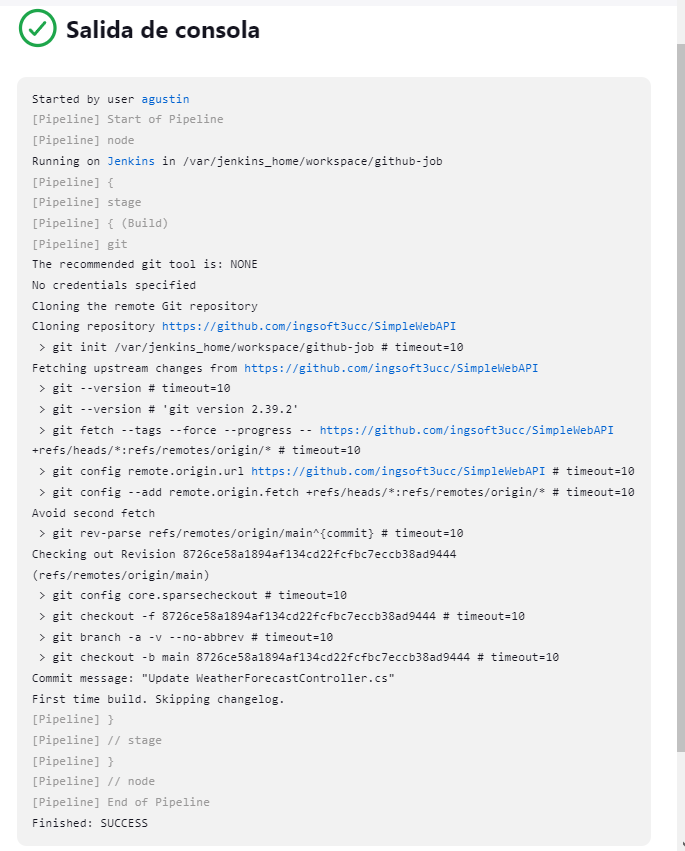 Salida de consola
Started by user agustin
[Pipeline] Start of Pipeline
[Pipeline] node
Running on Jenkins in /var/jenkins_home/workspace/github-job
[Pipeline] {
[Pipeline] stage
[Pipeline] { (Build)
[Pipeline] git
The recommended git tool is: NONE
No credentials specified
Cloning the remote Git repository
Cloning repository https://github.com/ingsoft3ucc/SimpleWebAPI
 > git init /var/jenkins_home/workspace/github-job # timeout=10
Fetching upstream changes from https://github.com/ingsoft3ucc/SimpleWebAPI
 > git --version # timeout=10
 > git --version # 'git version 2.39.2'
 > git fetch --tags --force --progress -- https://github.com/ingsoft3ucc/SimpleWebAPI
+refs/heads/*:refs/remotes/origin/* # timeout=10
 > git config remote.origin.url https://github.com/ingsoft3ucc/SimpleWebAPI # timeout=10
 > git config --add remote.origin.fetch +refs/heads/*:refs/remotes/origin/* # timeout=10
Avoid second fetch
 > git rev-parse refs/remotes/origin/main^{commit} # timeout=10
Checking out Revision 8726ce58a1894af134cd22fcfbc7eccb38ad9444
(refs/remotes/origin/main)
 > git config core.sparsecheckout # timeout=10
 > git checkout -f 8726ce58a1894af134cd22fcfbc7eccb38ad9444 # timeout=10
 > git branch -a -v --no-abbrev # timeout=10
 > git checkout -b main 8726ce58a1894af134cd22fcfbc7eccb38ad9444 # timeout=10
Commit message: "Update WeatherForecastController.cs"
First time build. Skipping changelog.
[Pipeline] }
[Pipeline] // stage
[Pipeline] }
[Pipeline] // node
[Pipeline] End of Pipeline
Finished: SUCCESS